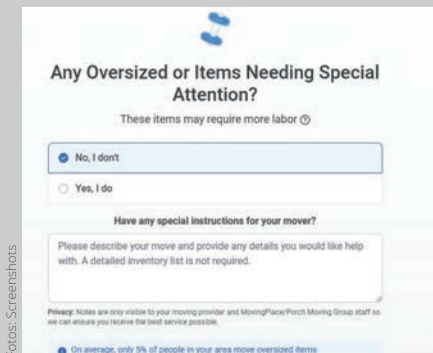 Any Oversized or Items Needing Special
Attention?
These items may require more labor
No, I don't
Yes, I do
Have any special instructions for your mover?
Please describe your move and provide any details you would like help
with. A detailed inventory list is not required.
Privacy: Notes are only visible to your moving provider and MovingPlace/Porch Moving Group staff so
we can ensure you receive the best service possible.
On average, only 5% of people in your area move oversized items
otos: Screenshots